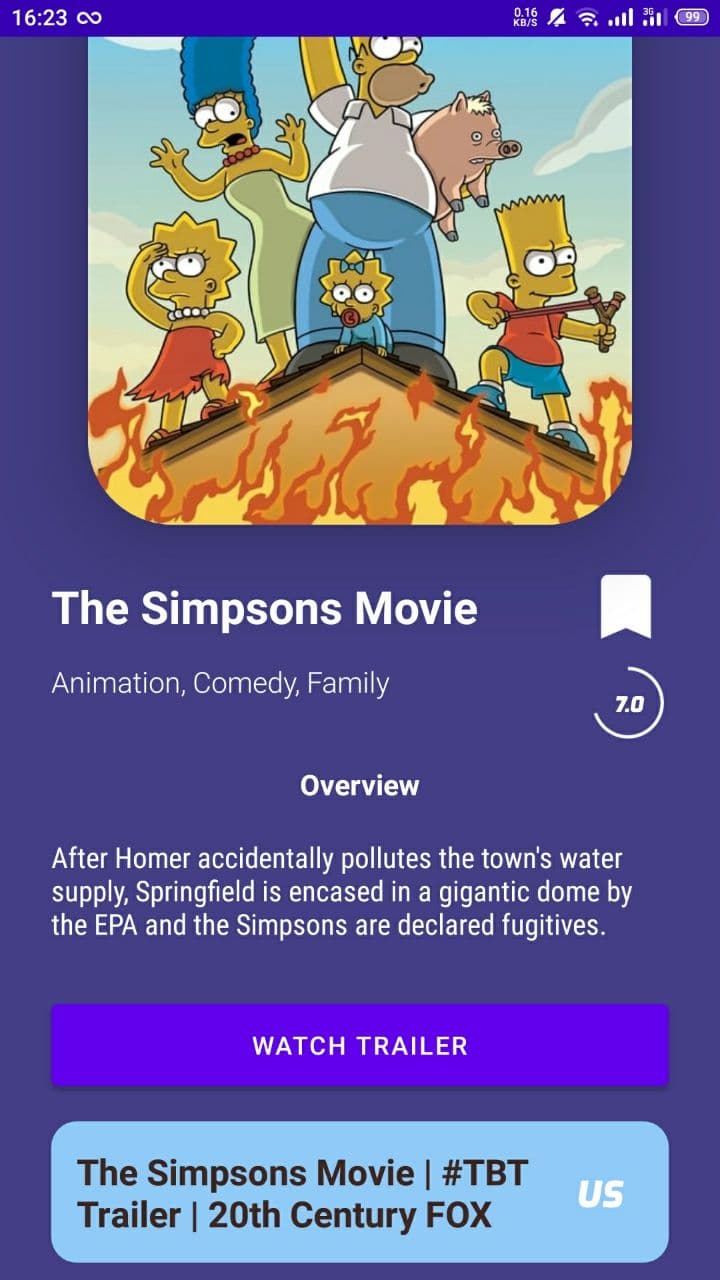 16:23
0.16
KB/S
3G
99
The Simpsons Movie
Animation, Comedy, Family
7.0
Overview
After Homer accidentally pollutes the town's water
supply, Springfield is encased in a gigantic dome by
the EPA and the Simpsons are declared fugitives.
WATCH TRAILER
The Simpsons Movie | #TBT
Trailer | 20th Century FOX
US